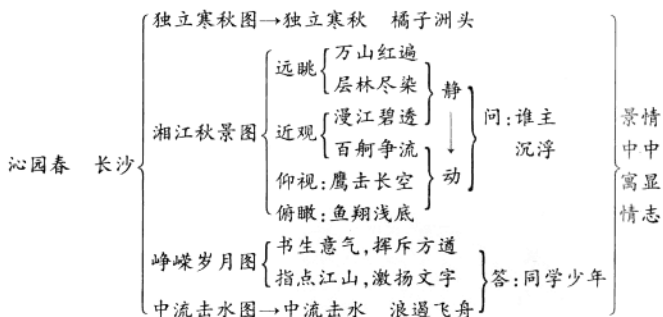 独立寒秋图→独立寒秋 橘子洲头
远眺 万山红遍
层林尽染
静
湘江秋景图 近观 漫江碧透
百舸争流
问:谁主
沉浮
仰视:鹰击长空
动
俯瞰:鱼翔浅底
沁园春 长沙
景情
中中
寓显
情志
峥嵘岁月图 书生意气,挥斥方遒
指点江山,激扬文字
答:同学少年
中流击水图→中流击水 浪遏飞舟